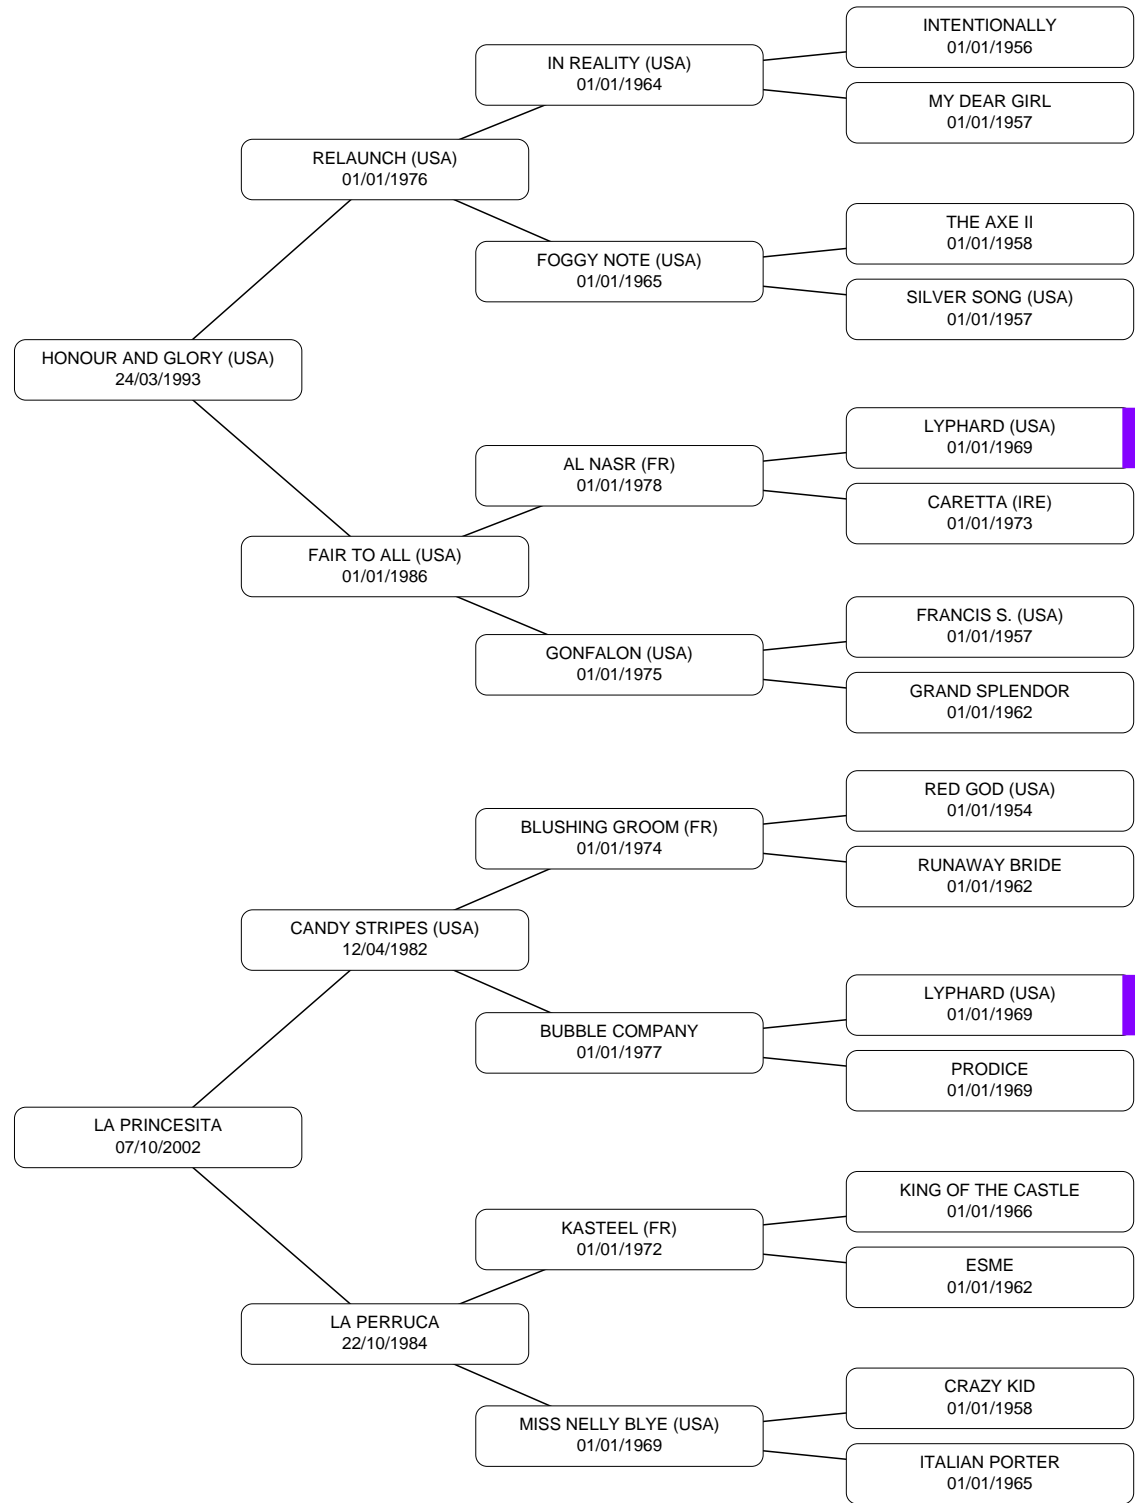 INTENTIONALLY
01/01/1956
IN REALITY (USA)
01/01/1964
MY DEAR GIRL
01/01/1957
RELAUNCH (USA)
01/01/1976
THE AXE II
01/01/1958
FOGGY NOTE (USA)
01/01/1965
SILVER SONG (USA)
01/01/1957
HONOUR AND GLORY (USA)
24/03/1993
LYPHARD (USA)
01/01/1969
AL NASR (FR)
01/01/1978
CARETTA (IRE)
01/01/1973
FAIR TO ALL (USA)
01/01/1986
FRANCIS S. (USA)
01/01/1957
GONFALON (USA)
01/01/1975
GRAND SPLENDOR
01/01/1962
RED GOD (USA)
01/01/1954
BLUSHING GROOM (FR)
01/01/1974
RUNAWAY BRIDE
01/01/1962
CANDY STRIPES (USA)
12/04/1982
LYPHARD (USA)
01/01/1969
BUBBLE COMPANY
01/01/1977
PRODICE
01/01/1969
LA PRINCESITA
07/10/2002
KING OF THE CASTLE
01/01/1966
KASTEEL (FR)
01/01/1972
ESME
01/01/1962
LA PERRUCA
22/10/1984
CRAZY KID
01/01/1958
MISS NELLY BLYE (USA)
01/01/1969
ITALIAN PORTER
01/01/1965